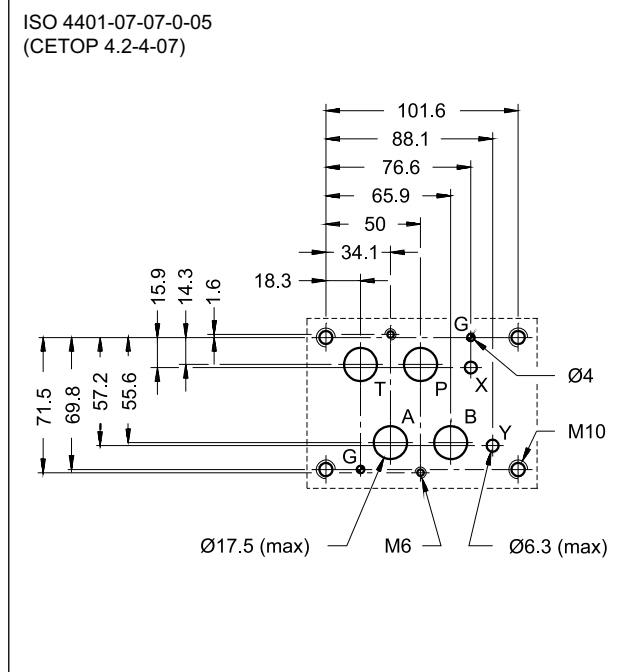 ISO 4401-07-07-0-05
(CETOP 4.2-4-07)
101.6
88.1
76.6
65.9
50
34.1
18.3
15.9
14.3
1.6
71.5
69.8
57.2
55.6
G
T
P
X
Ø4
A
B
Y
M10
G
Ø17.5 (max)
M6
Ø6.3 (max)